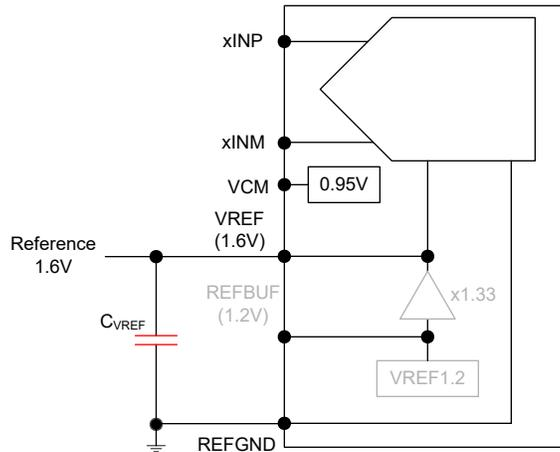 xINP
xINM
VCM
0.95V
VREF
(1.6V)
Reference
1.6V
REFBUF
(1.2V)
x1.33
CVREF
VREF1.2
REFGND